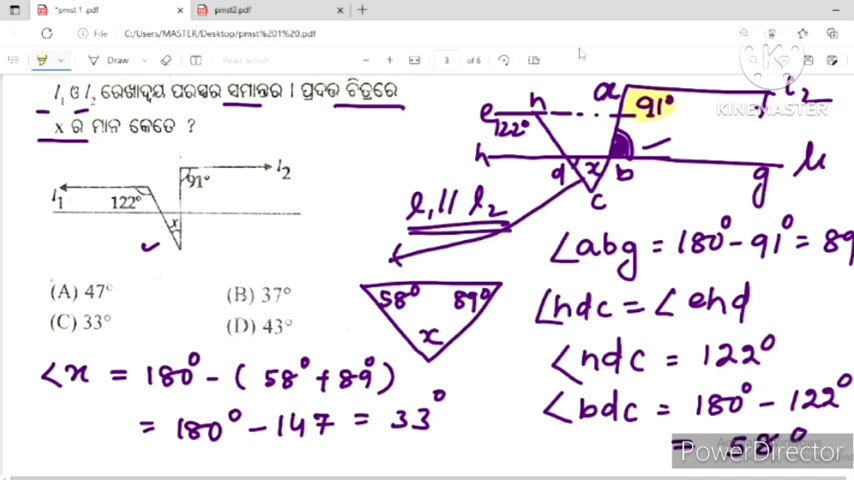 *pmst 1 .pdf
pmst2.pdf
File
C:/Users/MASTER/Desktop/pmst%201%20.pdf
Draw
Read aloud
3 of 6
l₁ ଓ l₂ ରେଖାଦ୍ୱୟ ପରସ୍ପର ସମାନ୍ତର । ପ୍ରଦତ୍ତ ଚିତ୍ରରେ
x ର ମାନ କେତେ ?
l₁
122°
91°
l₂
x
(A) 47°
(B) 37°
(C) 33°
(D) 43°
a
91°
l₂
KINEMASTER
e
h
122°
h
d
x
b
g
c
l₁ // l₂
∠abg = 180° - 91° = 89
∠hdc = ∠ehd
∠hdc = 122°
∠bdc = 180° - 122°
= 58°
58°
89°
x
∠x = 180° - ( 58° + 89° )
= 180° - 147 = 33°
PowerDirector